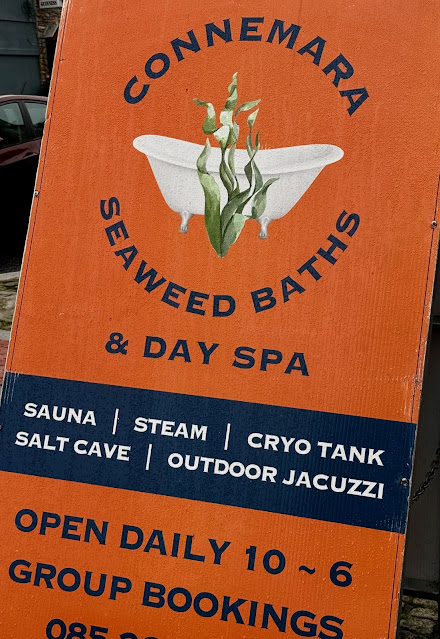 CONNEMARA
SEAWEED BATHS
& DAY SPA
SAUNA | STEAM | CRYO TANK
SALT CAVE | OUTDOOR JACUZZI
OPEN DAILY 10 ~ 6
GROUP BOOKINGS
085